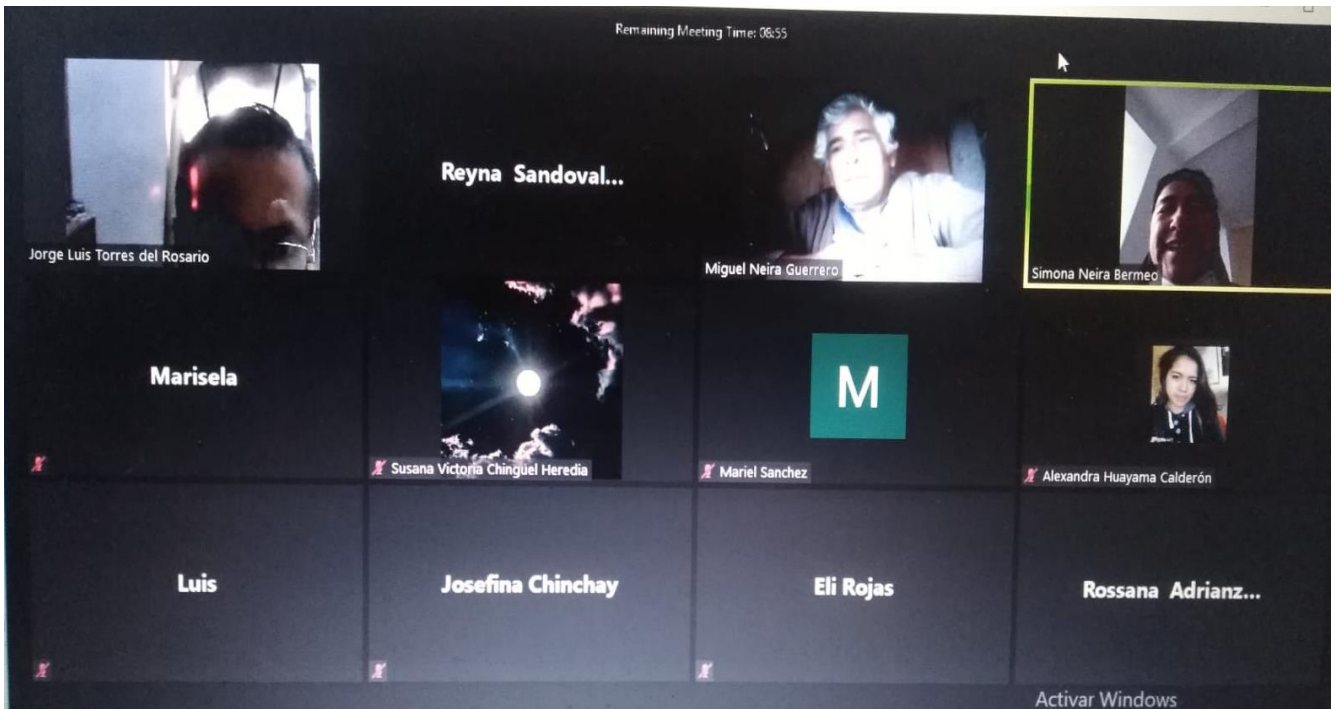 Remaining Meeting Time: 08:55
Jorge Luis Torres del Rosario
Reyna Sandoval...
Miguel Neira Guerrero
Simona Neira Bermeo
Marisela
Susana Victoria Chinguel Heredia
M
Mariel Sanchez
Alexandra Huayama Calderón
Luis
Josefina Chinchay
Eli Rojas
Rossana Adrianz...
Activar Windows